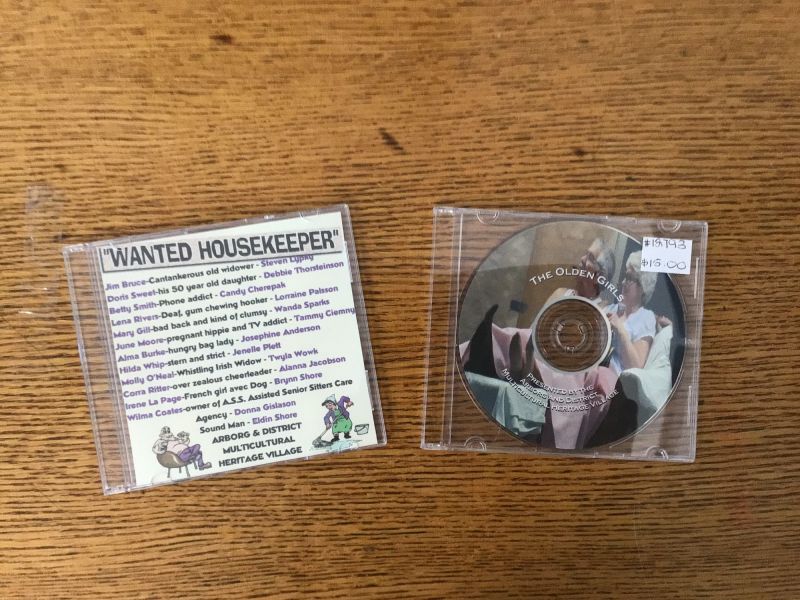 "WANTED HOUSEKEEPER"
Jim Bruce-Cantankerous old widower - Steven Lypky
Doris Sweet-his 50 year old daughter - Debbie Thorsteinson
Betty Smith-Phone addict - Candy Cherepak
Lena Rivers-Deaf, gum chewing hooker - Lorraine Palsson
Mary Gill-bad back and kind of clumsy - Wanda Sparks
June Moore-pregnant hippie and TV addict - Tammy Ciemny
Alma Burke-hungry bag lady - Josephine Anderson
Hilda Whip-stern and strict - Jenelle Plett
Molly O'Neal-Whistling Irish Widow - Twyla Wowk
Corra Ritter-over zealous cheerleader - Alanna Jacobson
Irene La Page-French girl avec Dog - Brynn Shore
Wilma Coates-owner of A.S.S. Assisted Senior Sitters Care
Agency - Donna Gislason
Sound Man - Eldin Shore
ARBORG & DISTRICT
MULTICULTURAL
HERITAGE VILLAGE
THE OLDEN GIRLS
PRESENTED BY THE
ARBORG AND DISTRICT
MULTICULTURAL HERITAGE VILLAGE
$15.00